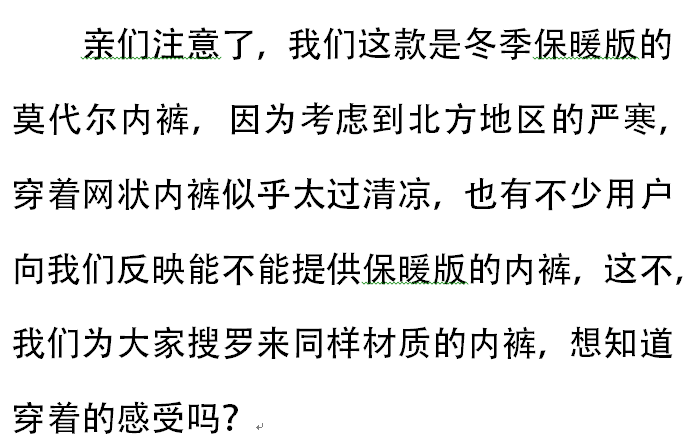 亲们注意了，我们这款是冬季保暖版的
莫代尔内裤，因为考虑到北方地区的严寒，
穿着网状内裤似乎太过清凉，也有不少用户
向我们反映能不能提供保暖版的内裤，这不，
我们为大家搜罗来同样材质的内裤，想知道
穿着的感受吗？